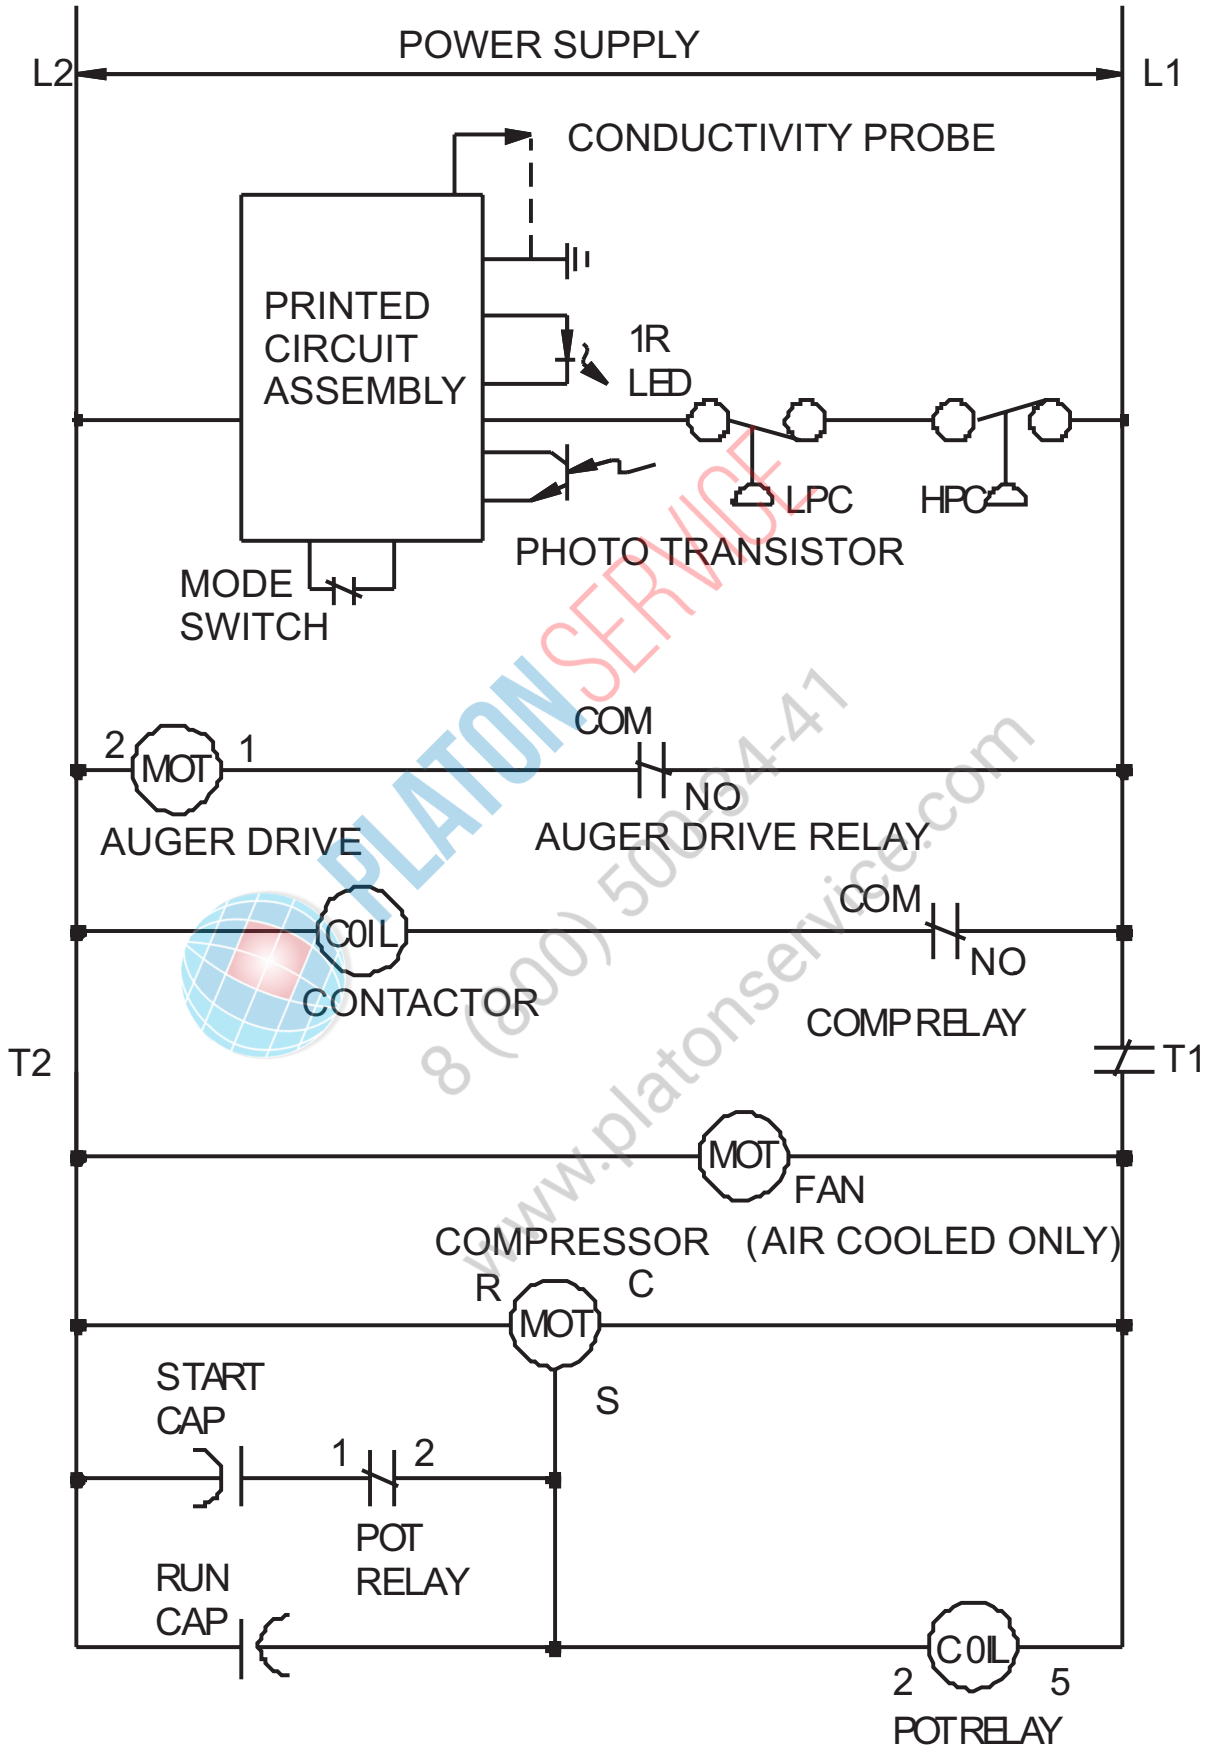 POWER SUPPLY
L2
L1
CONDUCTIVITY PROBE
PRINTED
CIRCUIT
ASSEMBLY
1R
LED
LPC
HPC
PHOTO TRANSISTOR
MODE
SWITCH
PLATONSERVICE
8 (800) 500-34-41
www.platonservice.com
COM
2
MOT
1
NO
AUGER DRIVE
AUGER DRIVE RELAY
COM
C0IL
NO
CONTACTOR
COMP RELAY
T2
T1
MOT
FAN
COMPRESSOR
(AIR COOLED ONLY)
R
C
MOT
START
CAP
S
1
2
POT
RELAY
RUN
CAP
C0IL
2
5
POT RELAY